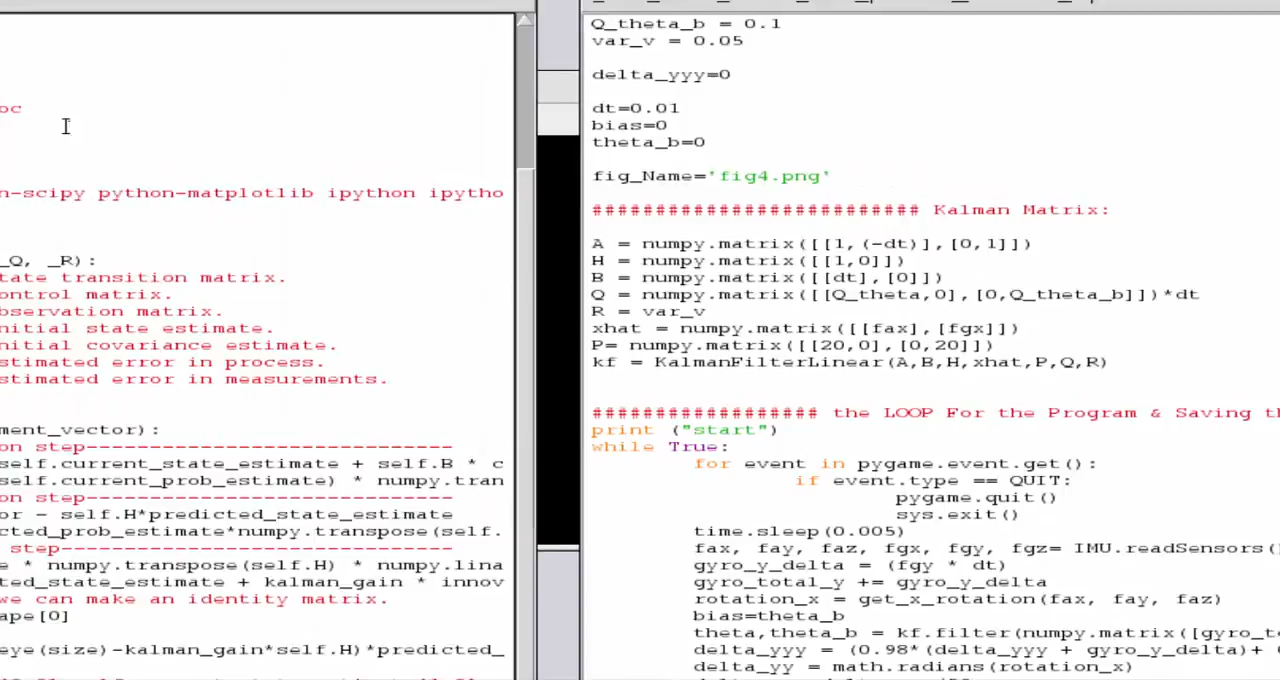 oc
n-scipy python-matplotlib ipython ipytho
_Q, _R):
tate transition matrix.
ontrol matrix.
bservation matrix.
nitial state estimate.
nitial covariance estimate.
stimated error in process.
stimated error in measurements.
ment_vector):
on step-----------------------------
self.current_state_estimate + self.B * c
self.current_prob_estimate) * numpy.tran
on step-----------------------------
or - self.H*predicted_state_estimate
cted_prob_estimate*numpy.transpose(self.
 step-------------------------------
e * numpy.transpose(self.H) * numpy.lina
ted_state_estimate + kalman_gain * innov
we can make an identity matrix.
ape[0]
eye(size)-kalman_gain*self.H)*predicted_
Q_theta_b = 0.1
var_v = 0.05
delta_yyy=0
dt=0.01
bias=0
theta_b=0
fig_Name='fig4.png'
########################## Kalman Matrix:
A = numpy.matrix([[1,(-dt)],[0,1]])
H = numpy.matrix([[1,0]])
B = numpy.matrix([[dt],[0]])
Q = numpy.matrix([[Q_theta,0],[0,Q_theta_b]])*dt
R = var_v
xhat = numpy.matrix([[fax],[fgx]])
P= numpy.matrix([[20,0],[0,20]])
kf = KalmanFilterLinear(A,B,H,xhat,P,Q,R)
################## the LOOP For the Program & Saving th
print ("start")
while True:
for event in pygame.event.get():
if event.type == QUIT:
pygame.quit()
sys.exit()
time.sleep(0.005)
fax, fay, faz, fgx, fgy, fgz= IMU.readSensors(
gyro_y_delta = (fgy * dt)
gyro_total_y += gyro_y_delta
rotation_x = get_x_rotation(fax, fay, faz)
bias=theta_b
theta,theta_b = kf.filter(numpy.matrix([gyro_t
delta_yyy = (0.98*(delta_yyy + gyro_y_delta)+ (
delta_yy = math.radians(rotation_x)